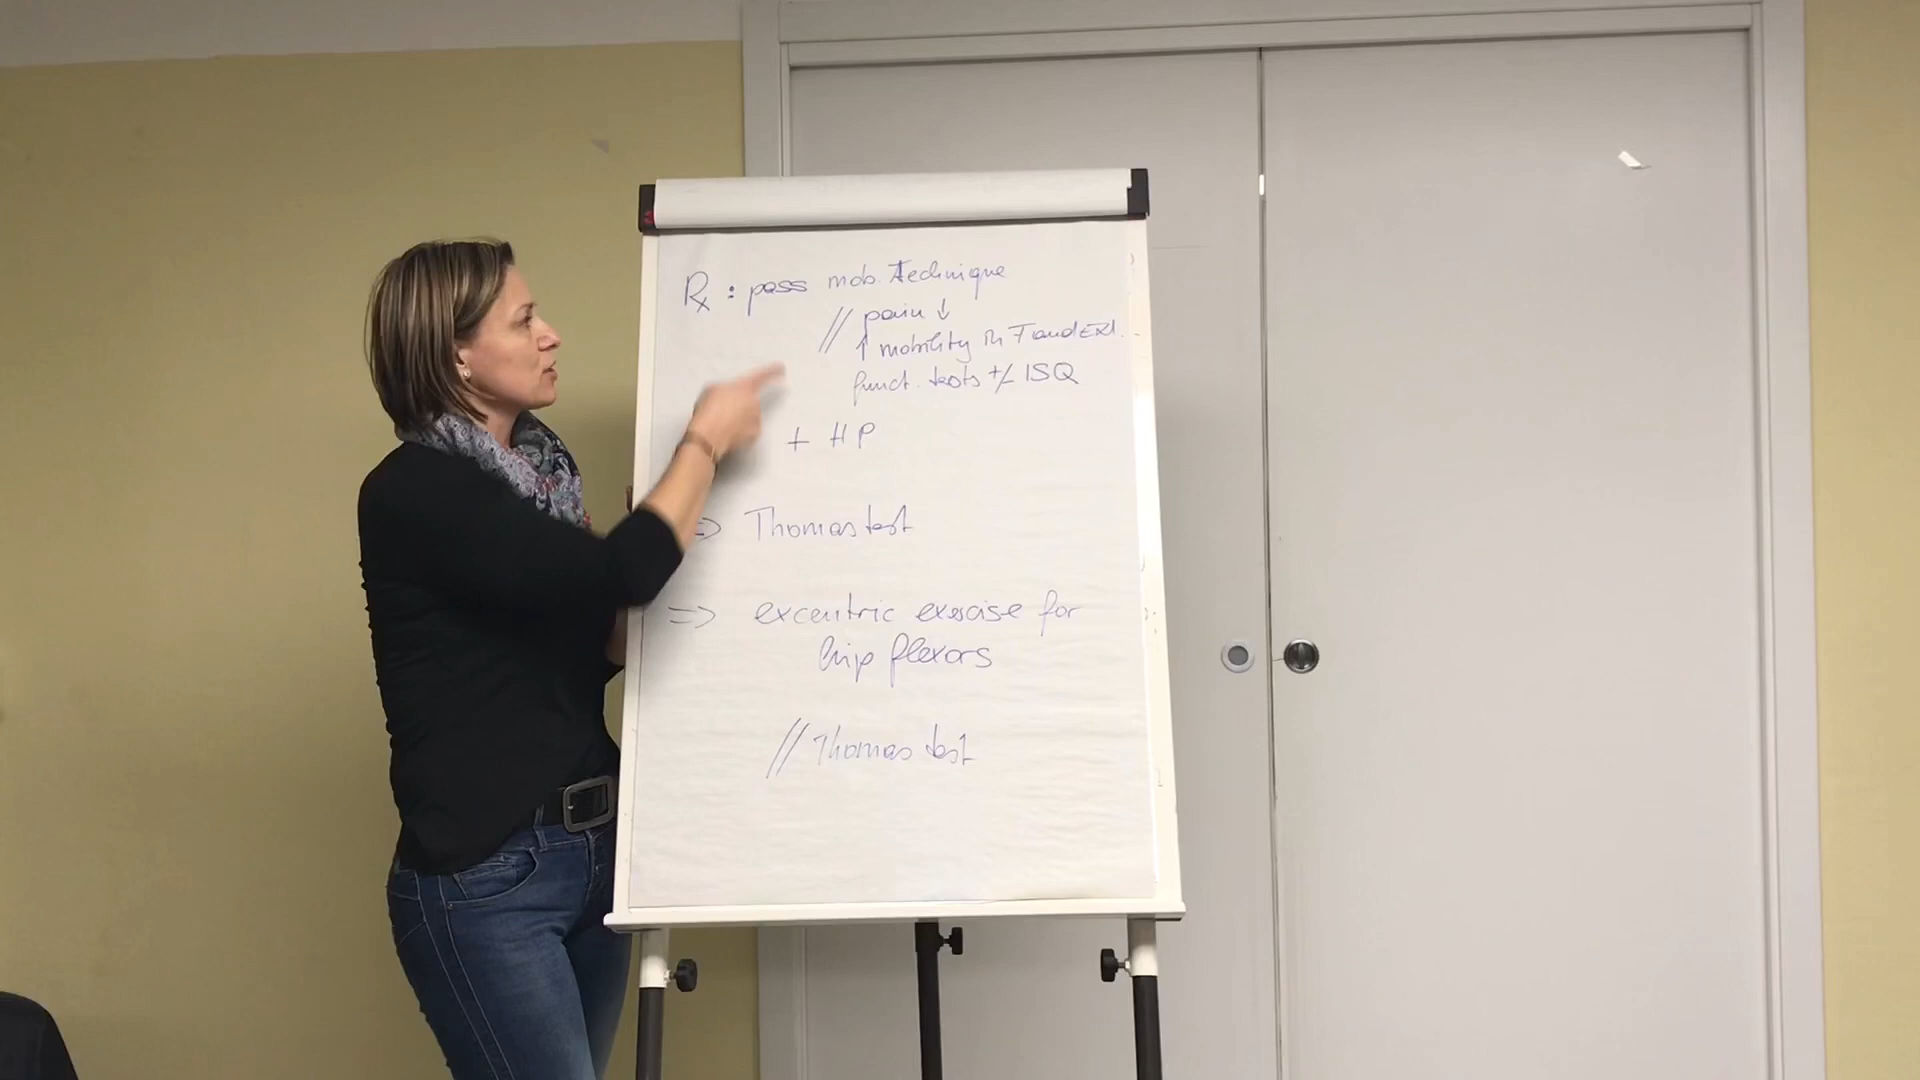 Rx : pass mob. technique
// pain ↓
↑ mobility in F and Ext.
funct. tests +/- ISQ
+ HP
=> Thomas test
=> excentric exercise for
hip flexors
// Thomas test